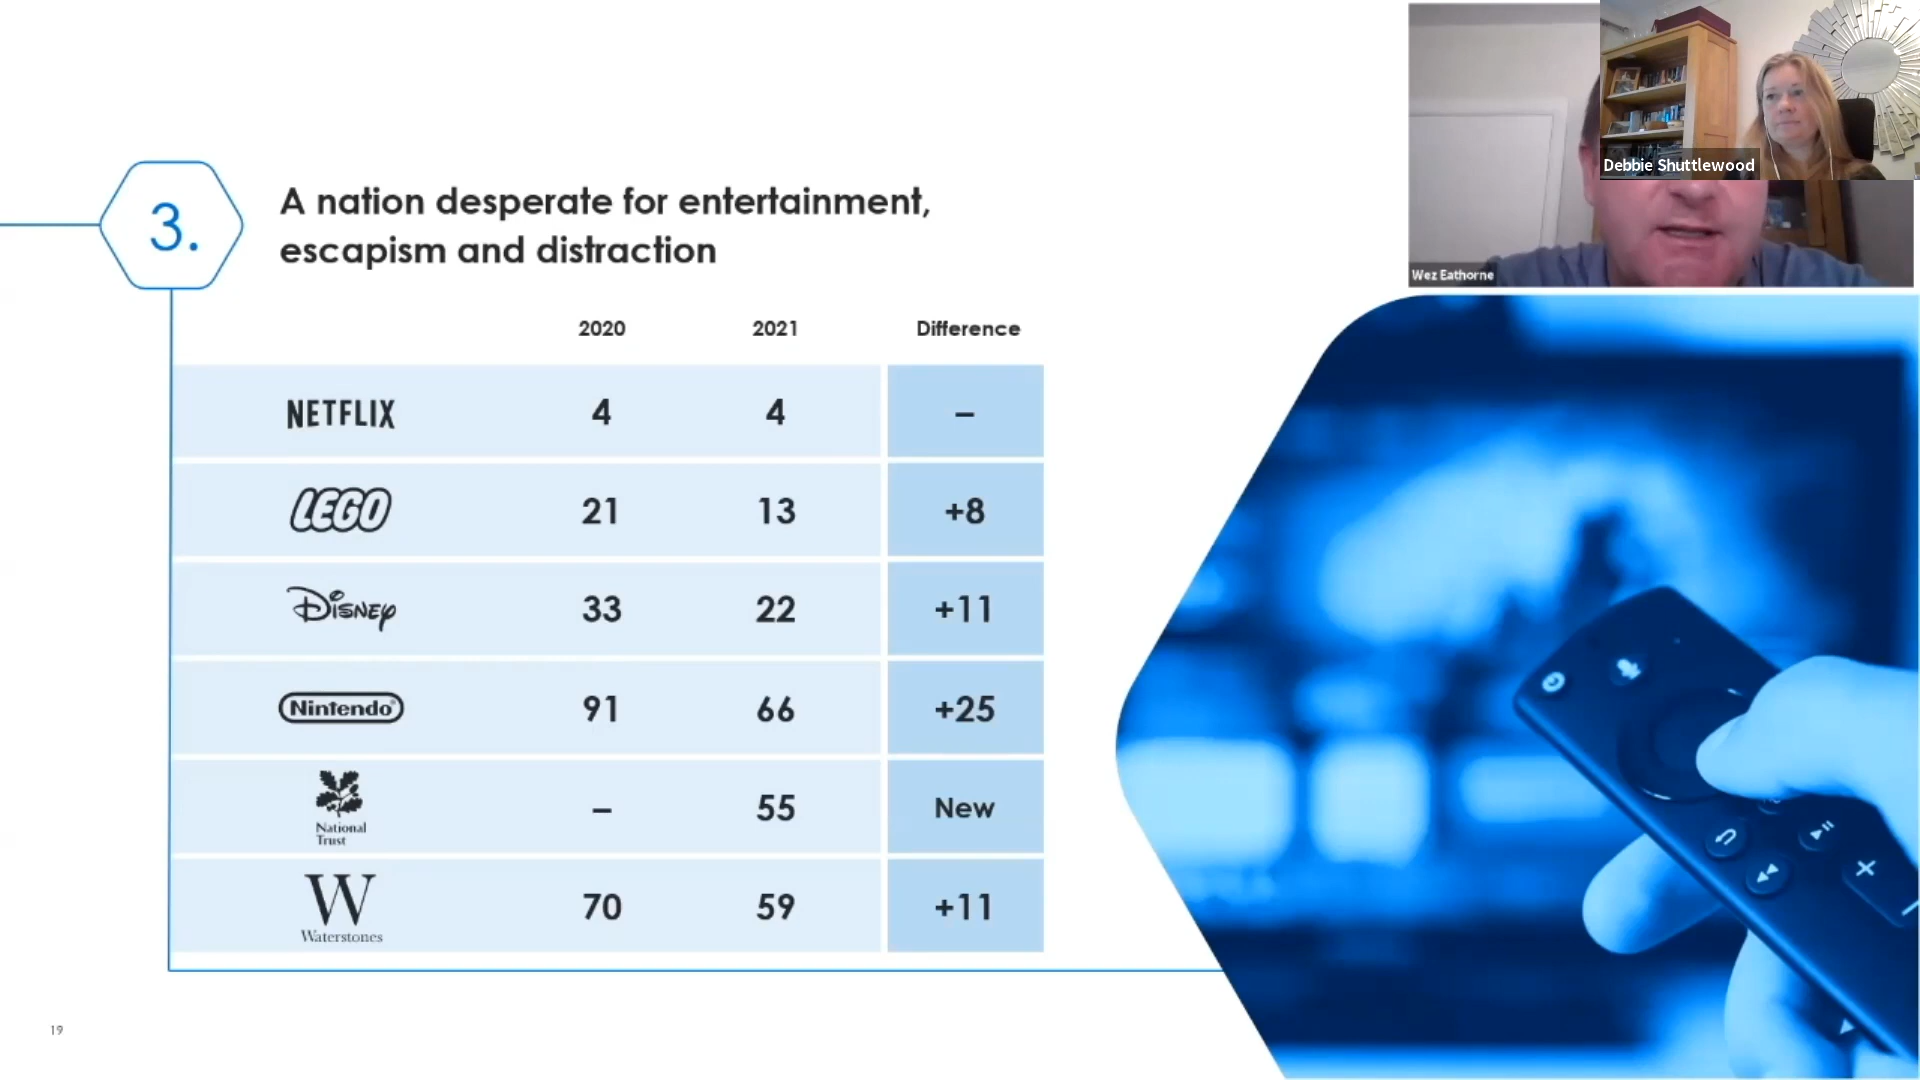 Debbie Shuttlewood
Wez Eathorne
3.
A nation desperate for entertainment,
escapism and distraction
2020 2021 Difference
NETFLIX 4 4 –
LEGO 21 13 +8
Disney 33 22 +11
Nintendo 91 66 +25
National
Trust
– 55 New
W
Waterstones
70 59 +11
19